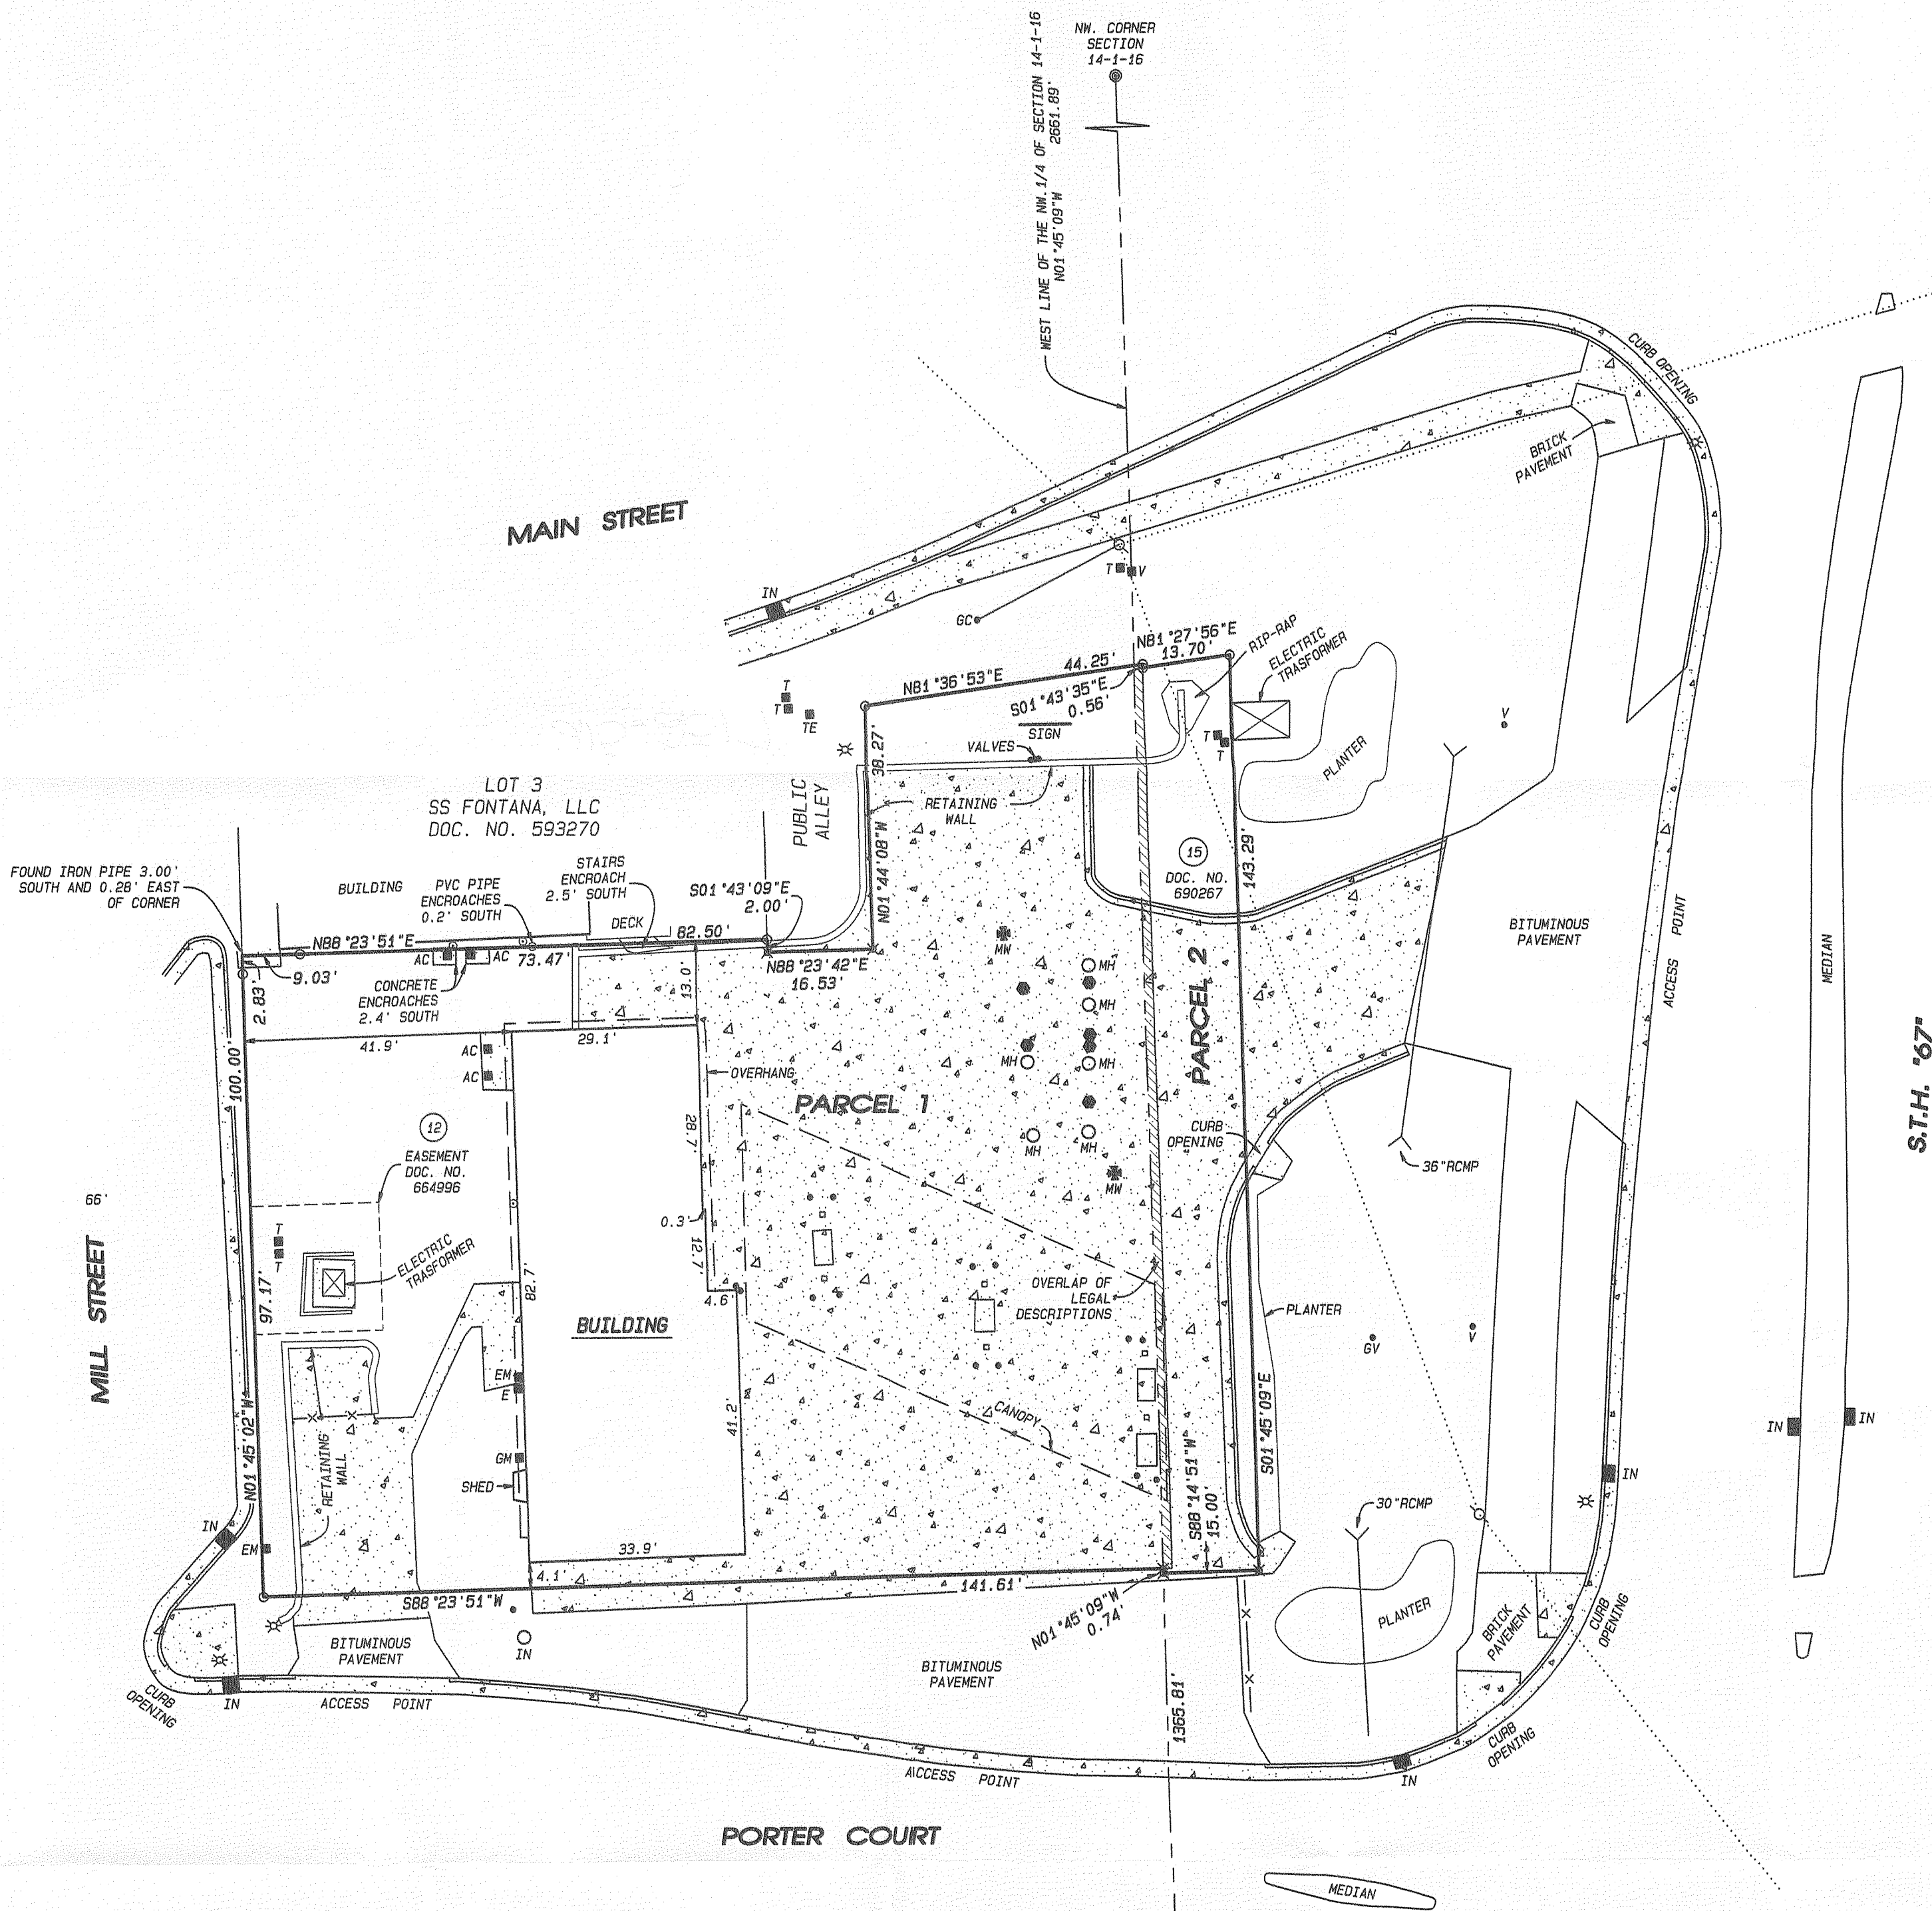 NW. CORNER
SECTION
14-1-16
WEST LINE OF THE NW.1/4 OF SECTION 14-1-16
N01°45'09"W 2661.89'
CURB OPENING
BRICK
PAVEMENT
MAIN STREET
IN
T V
GC
N81°27'56"E
13.70'
RIP-RAP
ELECTRIC
TRASFORMER
N81°36'53"E 44.25'
S01°43'35"E
0.56'
SIGN
T
T
TE
VALVES
T
T
PLANTER
V
38.27'
N01°44'08"W
RETAINING
WALL
PUBLIC
ALLEY
LOT 3
SS FONTANA, LLC
DOC. NO. 593270
15
DOC. NO.
690267
143.29'
FOUND IRON PIPE 3.00'
SOUTH AND 0.28' EAST
OF CORNER
BUILDING
PVC PIPE
ENCROACHES
0.2' SOUTH
STAIRS
ENCROACH
2.5' SOUTH
DECK
S01°43'09"E
2.00'
N88°23'51"E 82.50'
AC AC 73.47'
9.03'
2.83'
CONCRETE
ENCROACHES
2.4' SOUTH
13.0'
N88°23'42"E
16.53'
MW
MH
MH
MH
MH
MH
MH
MW
BITUMINOUS
PAVEMENT
ACCESS POINT
MEDIAN
S.T.H. "67"
41.9'
29.1'
AC
AC
100.00'
OVERHANG
PARCEL 1
PARCEL 2
28.7'
CURB
OPENING
36"RCMP
12
EASEMENT
DOC. NO.
664996
66'
MILL STREET
T
T
ELECTRIC
TRASFORMER
97.17'
0.3'
12.7'
4.6'
82.7'
OVERLAP OF
LEGAL
DESCRIPTIONS
PLANTER
BUILDING
GV
V
EM
E
41.2'
CANOPY
S01°45'09"E
IN
IN
IN
N01°45'02"W
RETAINING
WALL
GM
SHED
IN
EM
30"RCMP
S88°14'51"W
15.00'
33.9'
4.1'
S88°23'51"W
141.61'
N01°45'09"W
0.74'
PLANTER
BRICK
PAVEMENT
CURB
OPENING
BITUMINOUS
PAVEMENT
IN
BITUMINOUS
PAVEMENT
CURB
OPENING
IN
ACCESS POINT
1365.81'
CURB
OPENING
IN
ACCESS POINT
PORTER COURT
MEDIAN